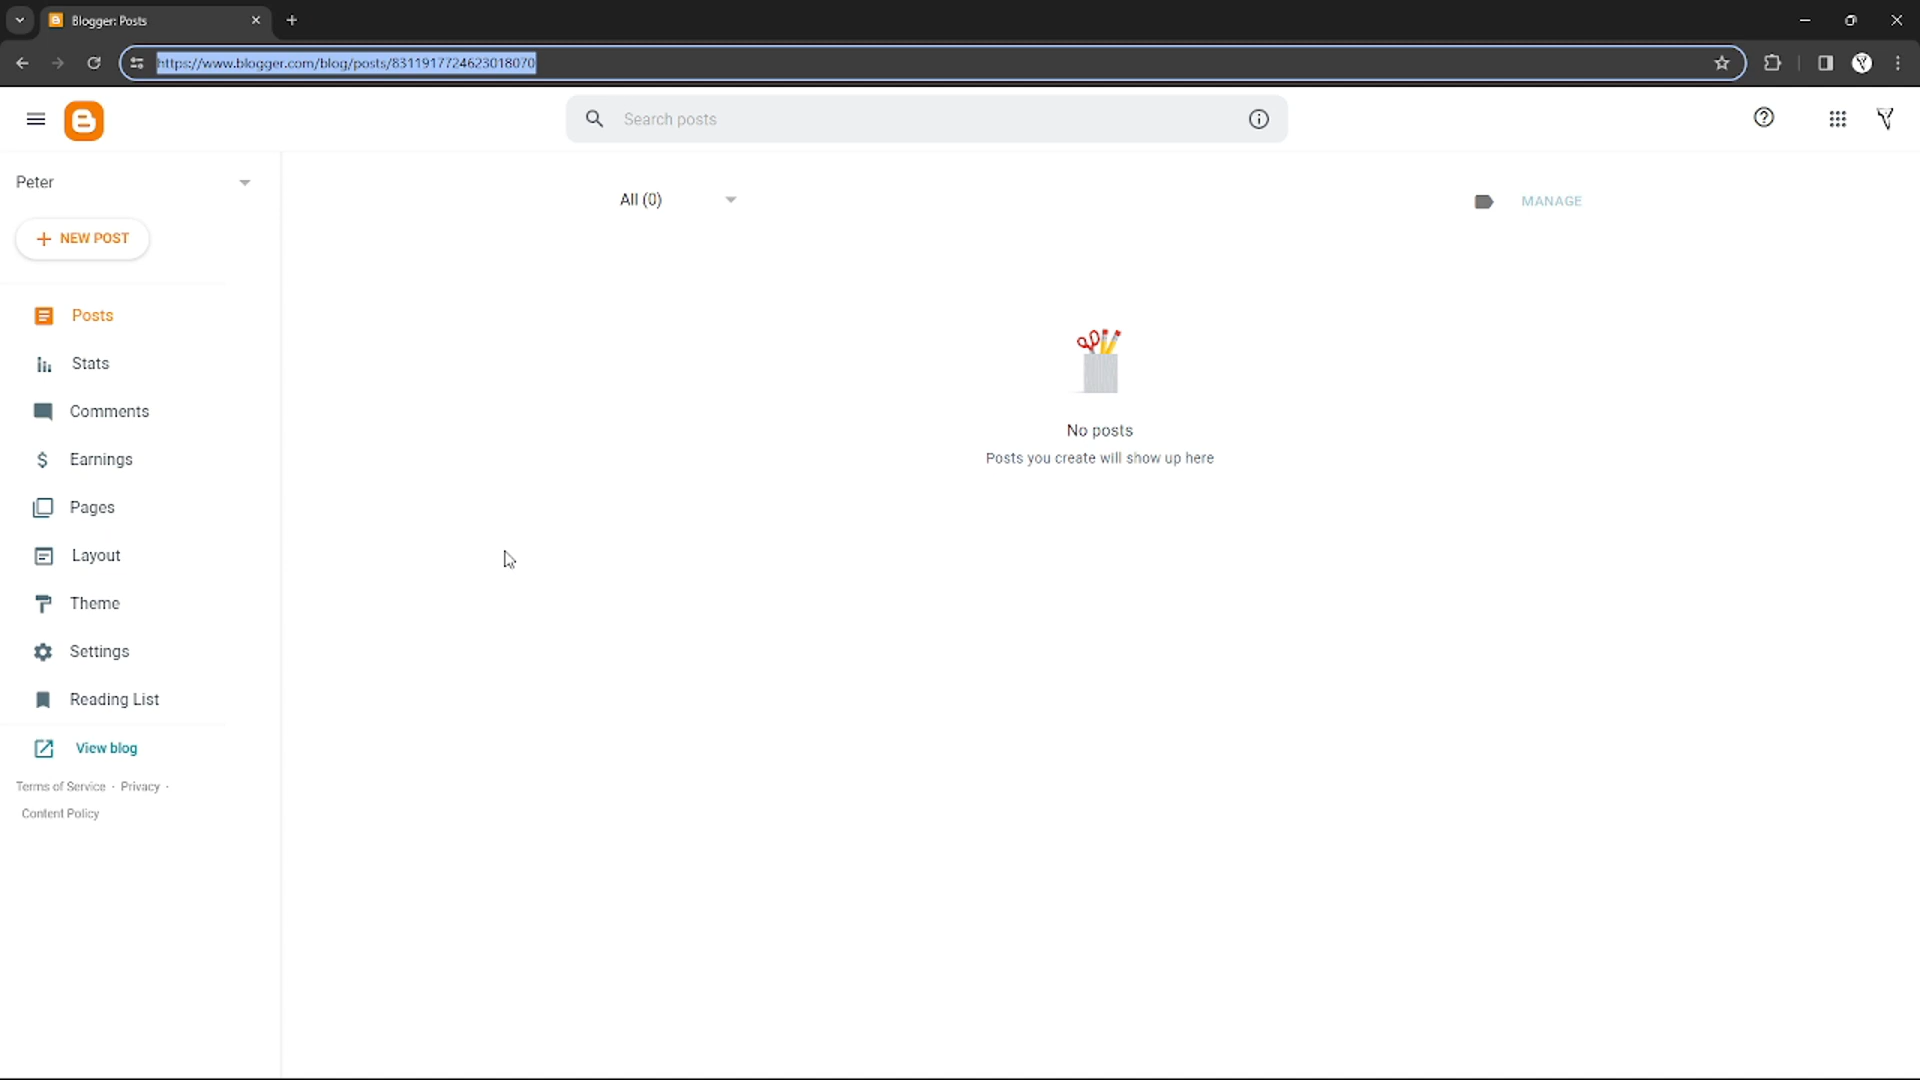 Blogger: Posts
https://www.blogger.com/blog/posts/8311917724623018070
Search posts
Peter
All (0)
MANAGE
NEW POST
Posts
Stats
Comments
Earnings
Pages
Layout
Theme
Settings
Reading List
View blog
Terms of Service · Privacy ·
Content Policy
No posts
Posts you create will show up here